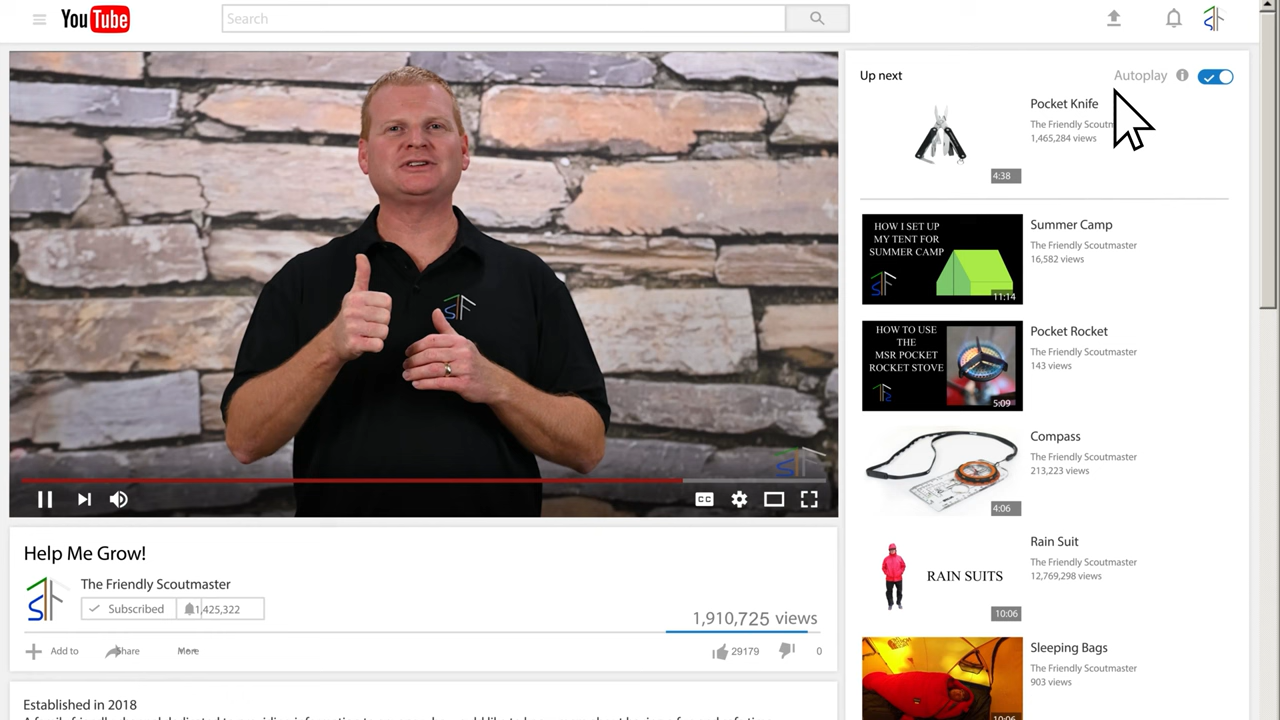 YouTube
Search
Up next
Autoplay
Pocket Knife
The Friendly
1,465,284 views
4:38
HOW I SET UP
MY TENT FOR
SUMMER CAMP
11:14
Summer Camp
The Friendly Scoutmaster
16,582 views
HOW TO USE
THE
MSR POCKET
ROCKET STOVE
5:09
Pocket Rocket
The Friendly Scoutmaster
143 views
4:06
Compass
The Friendly Scoutmaster
213,223 views
RAIN SUITS
10:06
Rain Suit
The Friendly Scoutmaster
12,769,298 views
10:06
Sleeping Bags
The Friendly Scoutmaster
903 views
CC
Help Me Grow!
The Friendly Scoutmaster
Subscribed 1,425,322
1,910,725 views
Add to Share More
29179 0
Established in 2018